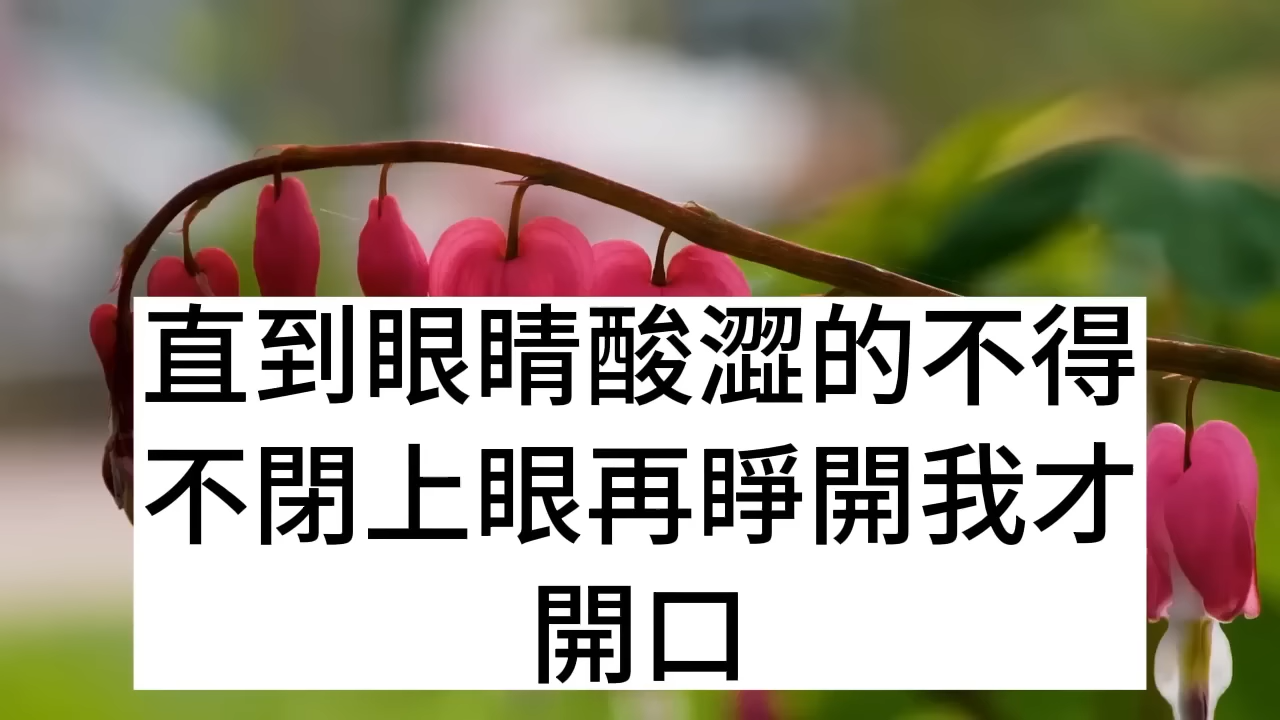 直到眼睛酸澀的不得
不閉上眼再睜開我才
開口